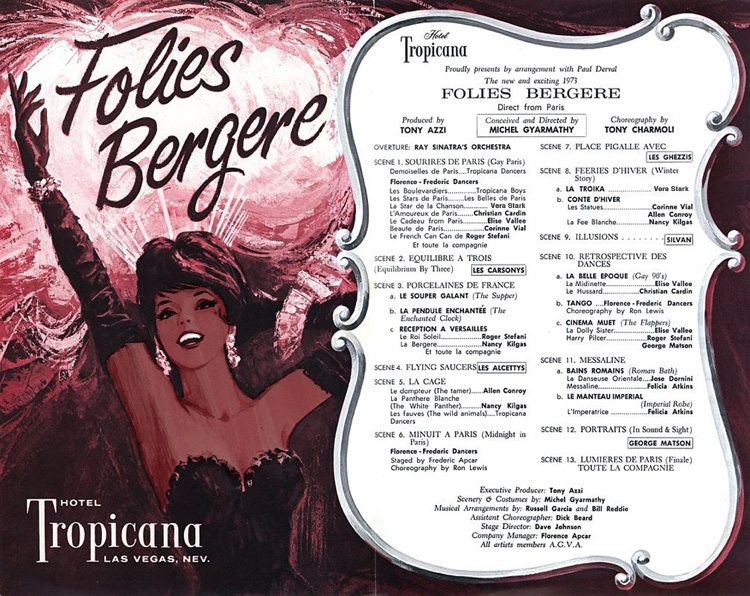 Folies
Bergere
HOTEL
Tropicana
LAS VEGAS, NEV.
Hotel
Tropicana
Proudly presents by arrangement with Paul Derval
The new and exciting 1973
FOLIES BERGERE
Direct from Paris
Produced by
TONY AZZI
Conceived and Directed by
MICHEL GYARMATHY
Choreography by
TONY CHARMOLI
OVERTURE: RAY SINATRA'S ORCHESTRA
SCENE 1. SOURIRES DE PARIS (Gay Paris)
Demoiselles de Paris....Tropicana Dancers
Florence - Frederic Dancers
Les Boulevardiers..........Tropicana Boys
Les Stars de Paris......Les Belles de Paris
La Star de la Chanson.......... Vera Stark
L'Amoureux de Paris......Christian Cardin
Le Cadeau from Paris......Elise Vallee
Beaute de Paris............Corinne Vial
Le French Can Can de Roger Stefani
Et toute la compagnie
SCENE 2. EQUILIBRE A TROIS
(Equilibrium By Three) LES CARSONYS
SCENE 3. PORCELAINES DE FRANCE
a. LE SOUPER GALANT (The Supper)
b. LA PENDULE ENCHANTÉE (The
Enchanted Clock)
c RECEPTION A VERSAILLES
Le Roi Soleil............Roger Stefani
La Bergere............Nancy Kilgas
Et toute la compagnie
SCENE 4. FLYING SAUCERS LES ALCETTYS
SCENE 5. LA CAGE
Le dompteur (The tamer)......Allen Conroy
La Panthere Blanche
(The White Panther)........Nancy Kilgas
Les fauves (The wild animals)....Tropicana
Dancers
SCENE 6. MINUIT A PARIS (Midnight in
Paris)
Florence - Frederic Dancers
Staged by Frederic Apcar
Choreography by Ron Lewis
SCENE 7. PLACE PIGALLE AVEC
LES GHEZZIS
SCENE 8. FEERIES D'HIVER (Winter
Story)
a. LA TROIKA .................. Vera Stark
b. CONTE D'HIVER
Les Statues..................Corinne Vial
Allen Conroy
La Fee Blanche............Nancy Kilgas
SCENE 9. ILLUSIONS ........ SILVAN
SCENE 10. RETROSPECTIVE DES
DANCES
a. LA BELLE EPOQUE (Gay 90's)
La Midinette..................Elise Vallee
Le Hussard............Christian Cardin
b. TANGO ....Florence-Frederic Dancers
Choreography by Ron Lewis
c. CINEMA MUET (The Flappers)
La Dolly Sister..............Elise Vallee
Harry Pilcer................Roger Stefani
George Matson
SCENE 11. MESSALINE
a. BAINS ROMAINS (Roman Bath)
La Danseuse Orientale....Jose Dornini
Messaline..................Felicia Atkins
b. LE MANTEAU IMPERIAL
(Imperial Robe)
L'Imperatrice ..............Felicia Atkins
SCENE 12. PORTRAITS (In Sound & Sight)
GEORGE MATSON
SCENE 13. LUMIERES DE PARIS (Finale)
TOUTE LA COMPAGNIE
Executive Producer: Tony Azzi
Scenery & Costumes by: Michel Gyarmathy
Musical Arrangements by: Russell Garcia and Bill Reddie
Assistant Choreographer: Dick Beard
Stage Director: Dave Johnson
Company Manager: Florence Apcar
All artists members A.G.V.A.